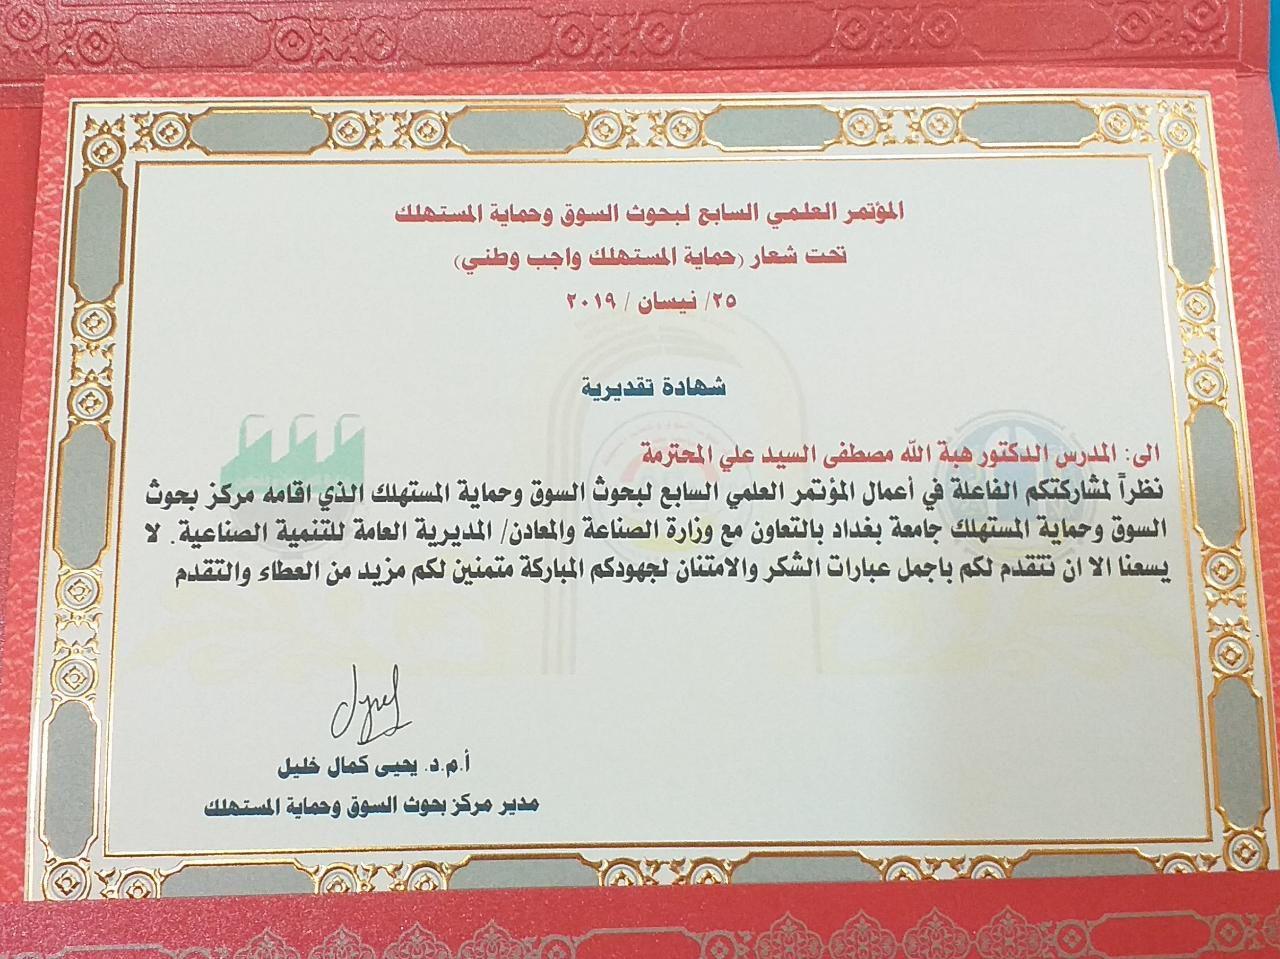 المؤتمر العلمي السابع لبحوث السوق وحماية المستهلك
تحت شعار (حماية المستهلك واجب وطني)
٢٥/ نيسان / ٢٠١٩
شهادة تقديرية
الى: المدرس الدكتور هبة الله مصطفى السيد علي المحترمة
نظراً لمشاركتكم الفاعلة في أعمال المؤتمر العلمي السابع لبحوث السوق وحماية المستهلك الذي اقامه مركز بحوث
السوق وحماية المستهلك جامعة بغداد بالتعاون مع وزارة الصناعة والمعادن/ المديرية العامة للتنمية الصناعية. لا
يسعنا الا ان نتقدم لكم باجمل عبارات الشكر والامتنان لجهودكم المباركة متمنين لكم مزيد من العطاء والتقدم
أ.م.د. يحيى كمال خليل
مدير مركز بحوث السوق وحماية المستهلك